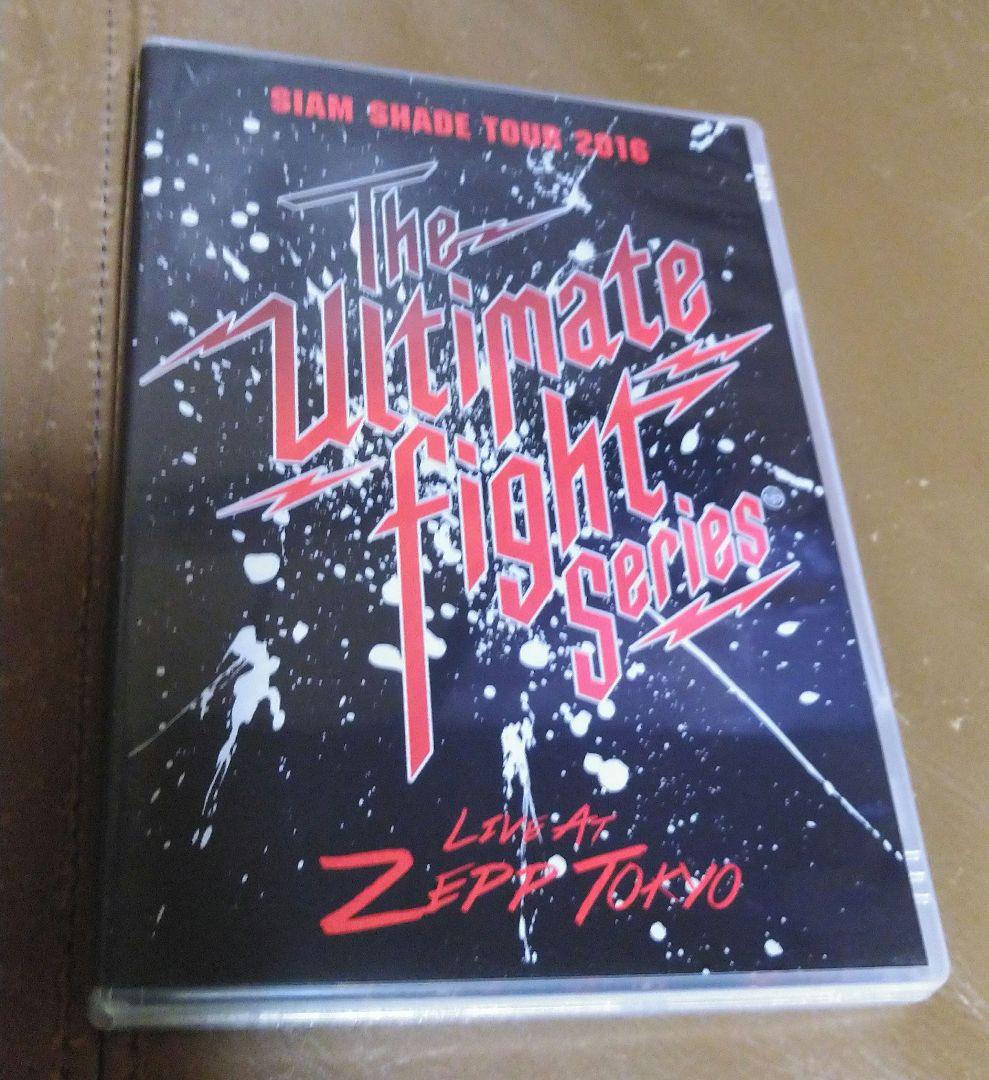 SIAM SHADE TOUR 2016
The
Ultimate
Fight
Series
LIVE AT
ZEPP TOKYO